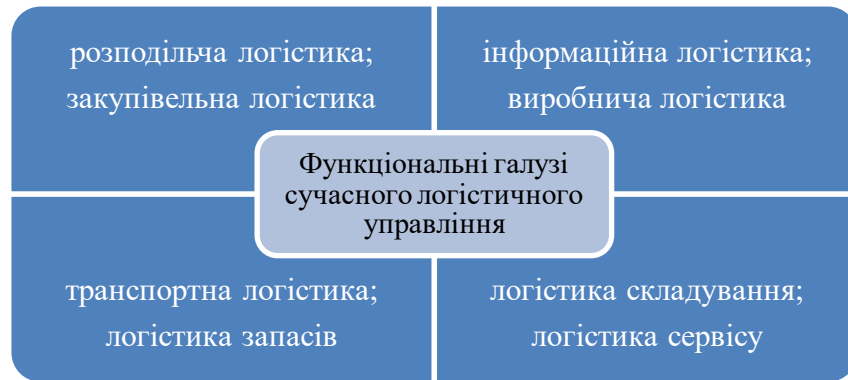 розподільча логістика;
закупівельна логістика
інформаційна логістика;
виробнича логістика
Функціональні галузі
сучасного логістичного
управління
транспортна логістика;
логістика запасів
логістика складування;
логістика сервісу